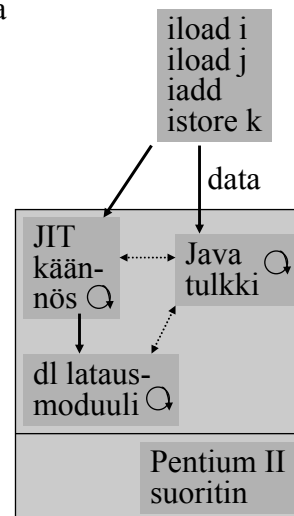 a
iload i
iload j
iadd
istore k
data
JIT
kään-
nös
Java
tulkki
dl lataus-
moduuli
Pentium II
suoritin